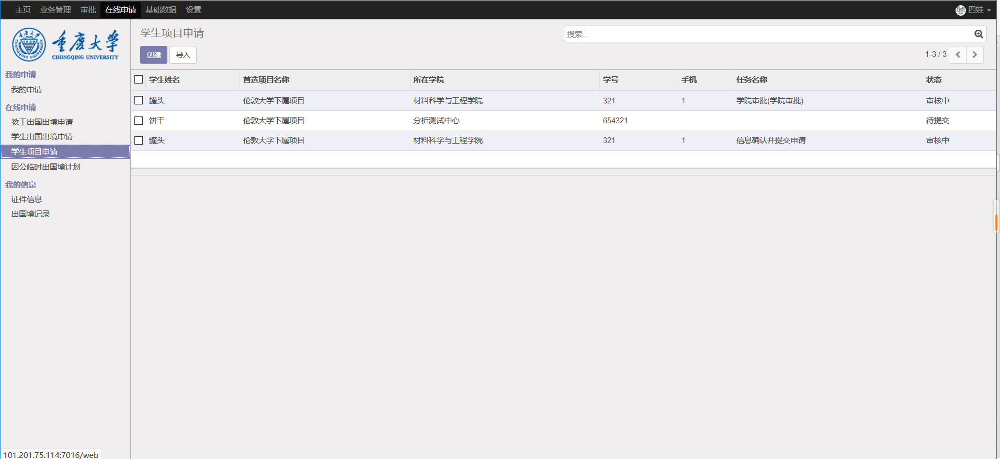 主页 业务管理 审批 在线申请 基础数据 设置 四娃
重庆大学
CHONGQING UNIVERSITY
学生项目申请
搜索...
创建 导入
1-3 / 3
我的申请
我的申请
在线申请
教工出国出境申请
学生出国出境申请
学生项目申请
因公临时出国境计划
我的信息
证件信息
出国境记录
学生姓名 首选项目名称 所在学院 学号 手机 任务名称 状态
罐头 伦敦大学下属项目 材料科学与工程学院 321 1 学院审批(学院审批) 审核中
饼干 伦敦大学下属项目 分析测试中心 654321 待提交
罐头 伦敦大学下属项目 材料科学与工程学院 321 1 信息确认并提交申请 审核中
101.201.75.114:7016/web